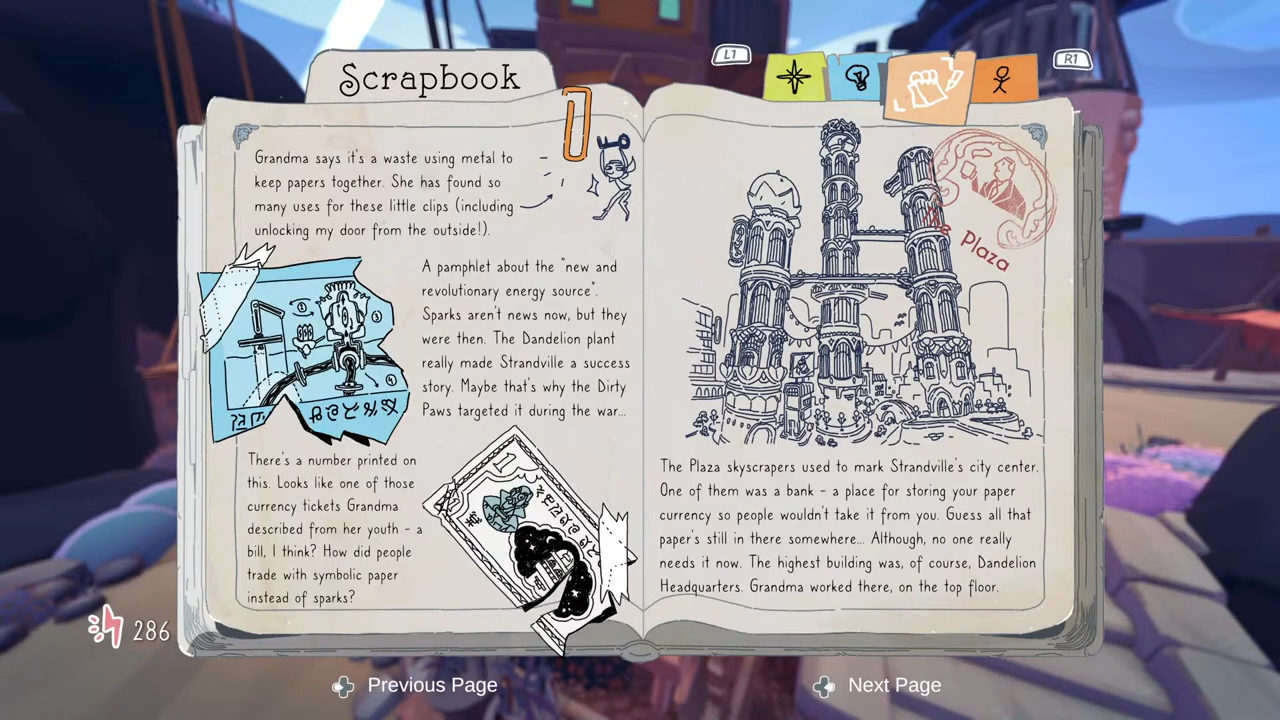 L1
R1
Scrapbook
Grandma says it's a waste using metal to
keep papers together. She has found so
many uses for these little clips (including
unlocking my door from the outside!).
A pamphlet about the "new and
revolutionary energy source".
Sparks aren't news now, but they
were then. The Dandelion plant
really made Strandville a success
story. Maybe that's why the Dirty
Paws targeted it during the war...
There's a number printed on
this. Looks like one of those
currency tickets Grandma
described from her youth - a
bill, I think? How did people
trade with symbolic paper
instead of sparks?
The Plaza
The Plaza skyscrapers used to mark Strandville's city center.
One of them was a bank - a place for storing your paper
currency so people wouldn't take it from you. Guess all that
paper's still in there somewhere... Although, no one really
needs it now. The highest building was, of course, Dandelion
Headquarters. Grandma worked there, on the top floor.
286
Previous Page
Next Page